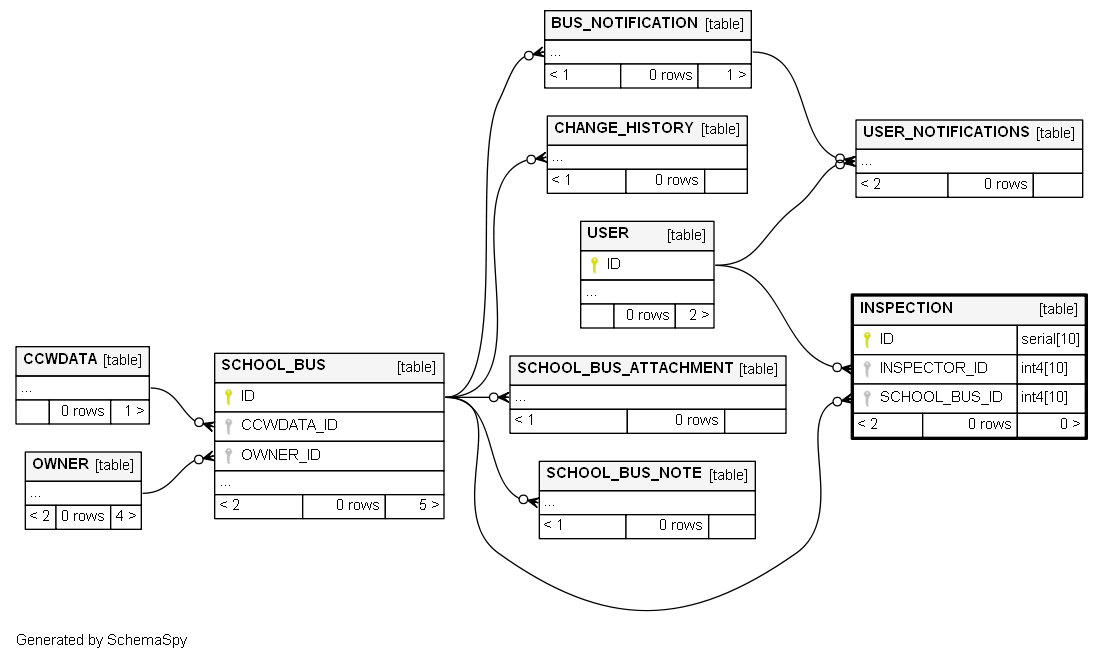 BUS_NOTIFICATION [table]
...
< 1 0 rows 1 >
CHANGE_HISTORY [table]
...
< 1 0 rows
USER_NOTIFICATIONS [table]
...
< 2 0 rows
USER [table]
ID
...
0 rows 2 >
INSPECTION [table]
ID serial[10]
INSPECTOR_ID int4[10]
SCHOOL_BUS_ID int4[10]
< 2 0 rows 0 >
CCWDATA [table]
...
0 rows 1 >
SCHOOL_BUS [table]
ID
CCWDATA_ID
OWNER_ID
...
< 2 0 rows 5 >
SCHOOL_BUS_ATTACHMENT [table]
...
< 1 0 rows
OWNER [table]
...
< 2 0 rows 4 >
SCHOOL_BUS_NOTE [table]
...
< 1 0 rows
Generated by SchemaSpy